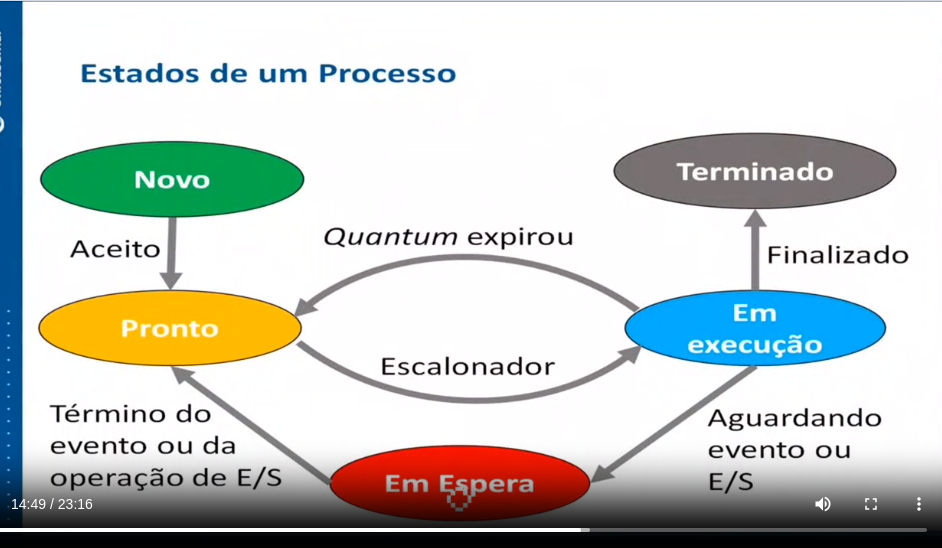 Estados de um Processo
Novo
Terminado
Aceito
Quantum expirou
Finalizado
Pronto
Em
execução
Escalonador
Término do
evento ou da
operação de E/S
Aguardando
evento ou
E/S
Em Espera
14:49 / 23:16